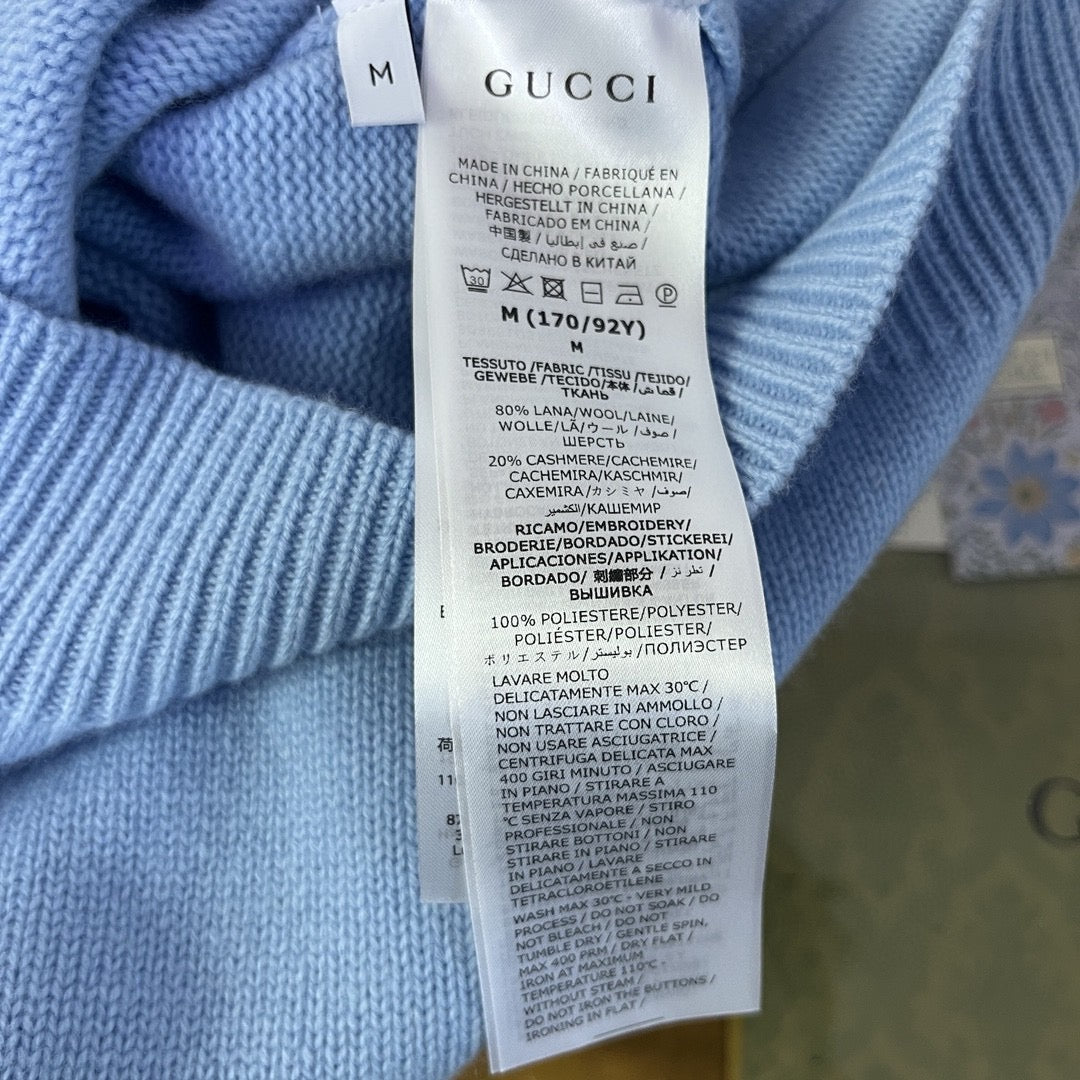 M
GUCCI
MADE IN CHINA / FABRIQUÉ EN
CHINA / HECHO PORCELLANA /
HERGESTELLT IN CHINA /
FABRICADO EM CHINA /
中国製 / صنع في إيطاليا /
СДЕЛАНО В КИТАЙ
30
P
M (170/92Y)
M
TESSUTO /FABRIC /TISSU /TEJIDO/
GEWEBE /TECIDO/本体/قماش/
ТКАНЬ
80% LANA/WOOL/LAINE/
WOLLE/LÃ/ウール /صوف/
ШЕРСТЬ
20% CASHMERE/CACHEMIRE/
CACHEMIRA/KASCHMIR/
CAXEMIRA/カシミヤ /صوف/
الكشمير/КАШЕМИР
RICAMO/EMBROIDERY/
BRODERIE/BORDADO/STICKEREI/
APLICACIONES/APPLIKATION/
BORDADO/ 刺繍部分 / تطر نز /
ВЫШИВКА
100% POLIESTERE/POLYESTER/
POLIÉSTER/POLIESTER/
ポリエステル/بوليستر/ПОЛИЭСТЕР
LAVARE MOLTO
DELICATAMENTE MAX 30℃ /
NON LASCIARE IN AMMOLLO /
NON TRATTARE CON CLORO /
NON USARE ASCIUGATRICE /
CENTRIFUGA DELICATA MAX
400 GIRI MINUTO / ASCIUGARE
IN PIANO / STIRARE A
TEMPERATURA MASSIMA 110
℃ SENZA VAPORE / STIRO
PROFESSIONALE / NON
STIRARE BOTTONI / NON
STIRARE IN PIANO / STIRARE
IN PIANO / LAVARE
DELICATAMENTE A SECCO IN
TETRACLOROETILENE
WASH MAX 30℃ - VERY MILD
PROCESS / DO NOT SOAK / DO
NOT BLEACH / DO NOT
TUMBLE DRY / GENTLE SPIN,
MAX 400 PRM / DRY FLAT /
IRON AT MAXIMUM
TEMPERATURE 110℃ -
WITHOUT STEAM /
DO NOT IRON THE BUTTONS /
IRONING IN FLAT /
荷
11
87
3
L
G